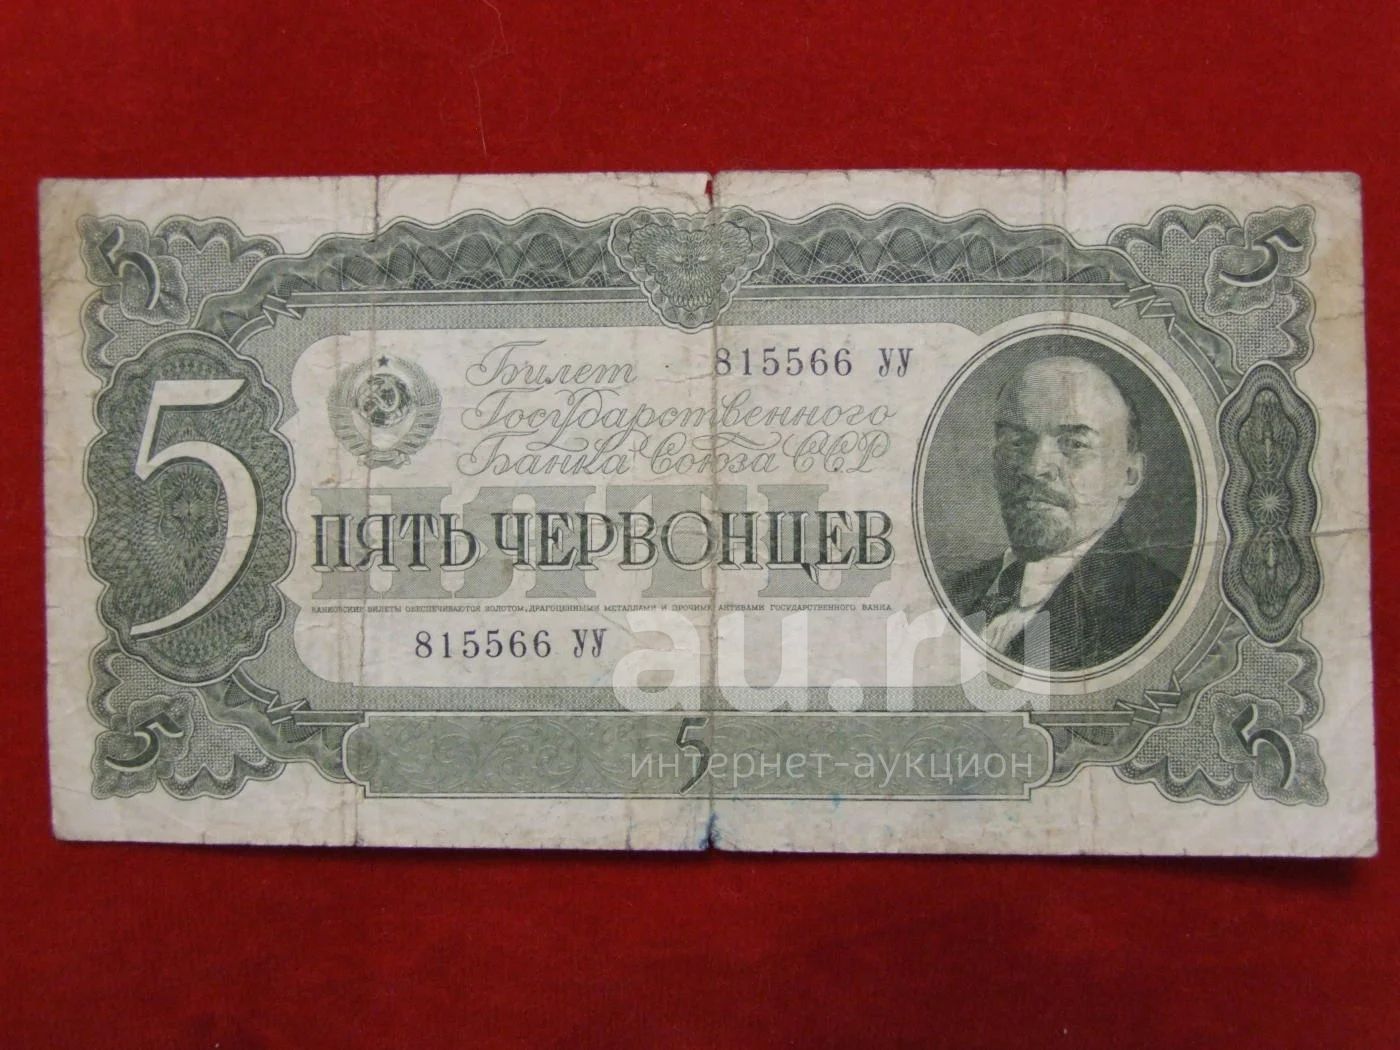 5 5
Билет 815566 УУ
Государственного
Банка Союза ССР
5
ПЯТЬ
ПЯТЬ ЧЕРВОНЦЕВ
БАНКОВСКИЕ БИЛЕТЫ ОБЕСПЕЧИВАЮТСЯ ЗОЛОТОМ, ДРАГОЦЕННЫМИ МЕТАЛЛАМИ И ПРОЧИМИ АКТИВАМИ ГОСУДАРСТВЕННОГО БАНКА
815566 УУ
au.ru
5 5 5
интернет-аукцион